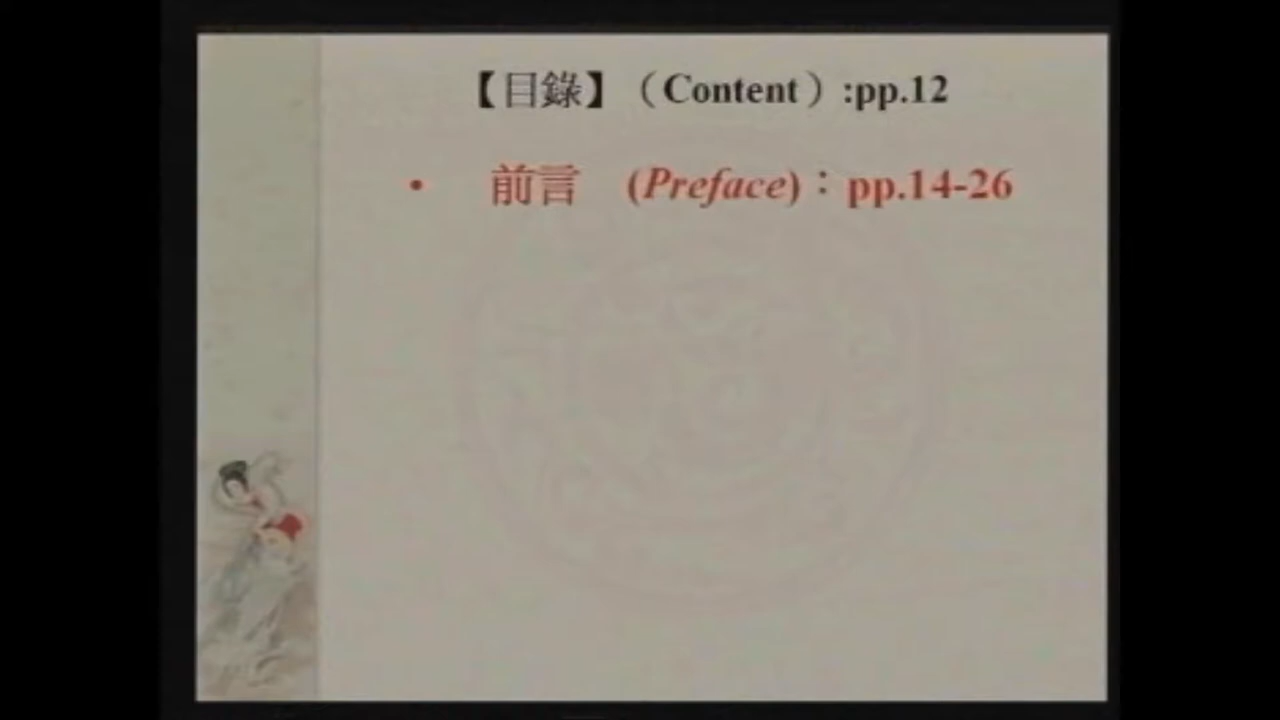 【目錄】（Content）:pp.12
• 前言 (Preface)：pp.14-26